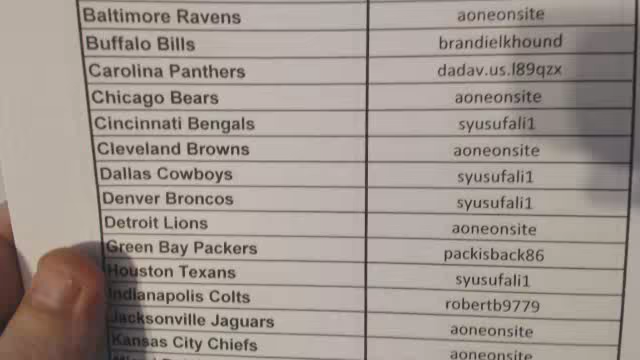 Baltimore Ravens aoneonsite
Buffalo Bills brandielkhound
Carolina Panthers dadav.us.l89qzx
Chicago Bears aoneonsite
Cincinnati Bengals syusufali1
Cleveland Browns aoneonsite
Dallas Cowboys syusufali1
Denver Broncos syusufali1
Detroit Lions aoneonsite
Green Bay Packers packisback86
Houston Texans syusufali1
Indianapolis Colts robertb9779
Jacksonville Jaguars aoneonsite
Kansas City Chiefs aoneonsite